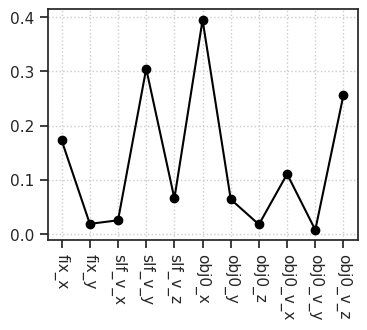 0.4
0.3
0.2
0.1
0.0
fix_x
fix_y
slf_v_x
slf_v_y
slf_v_z
obj0_x
obj0_y
obj0_z
obj0_v_x
obj0_v_y
obj0_v_z